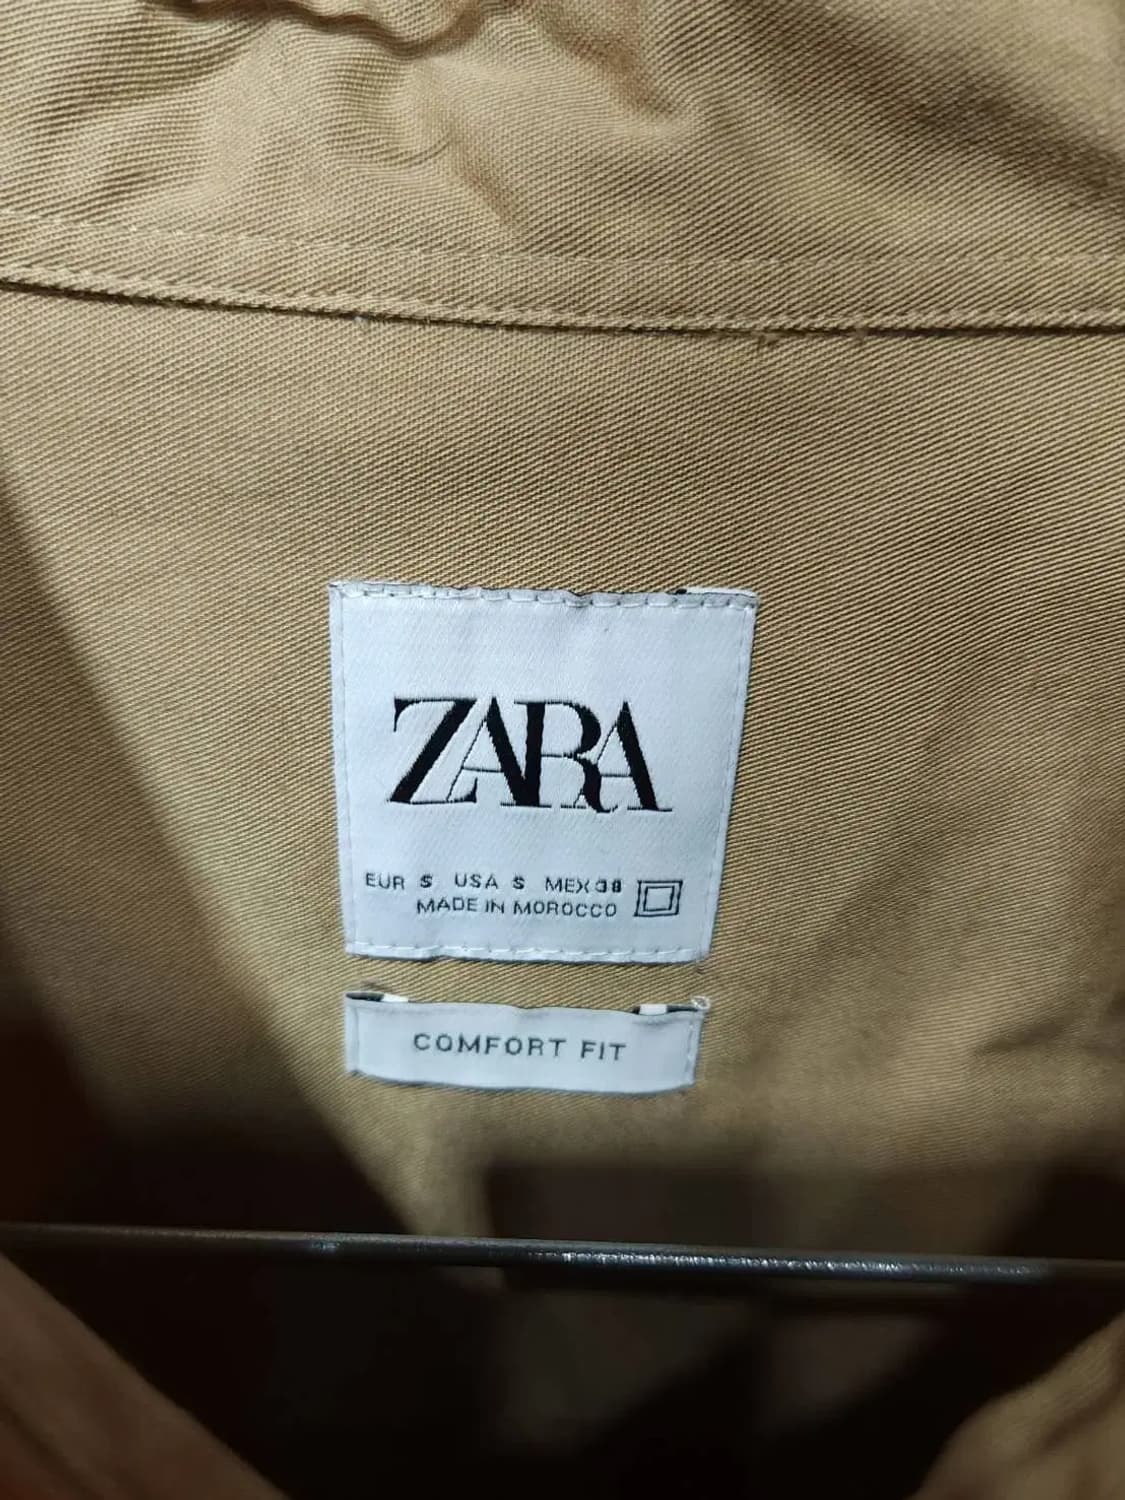 ZARA
EUR S USA S MEX 38
MADE IN MOROCCO
COMFORT FIT